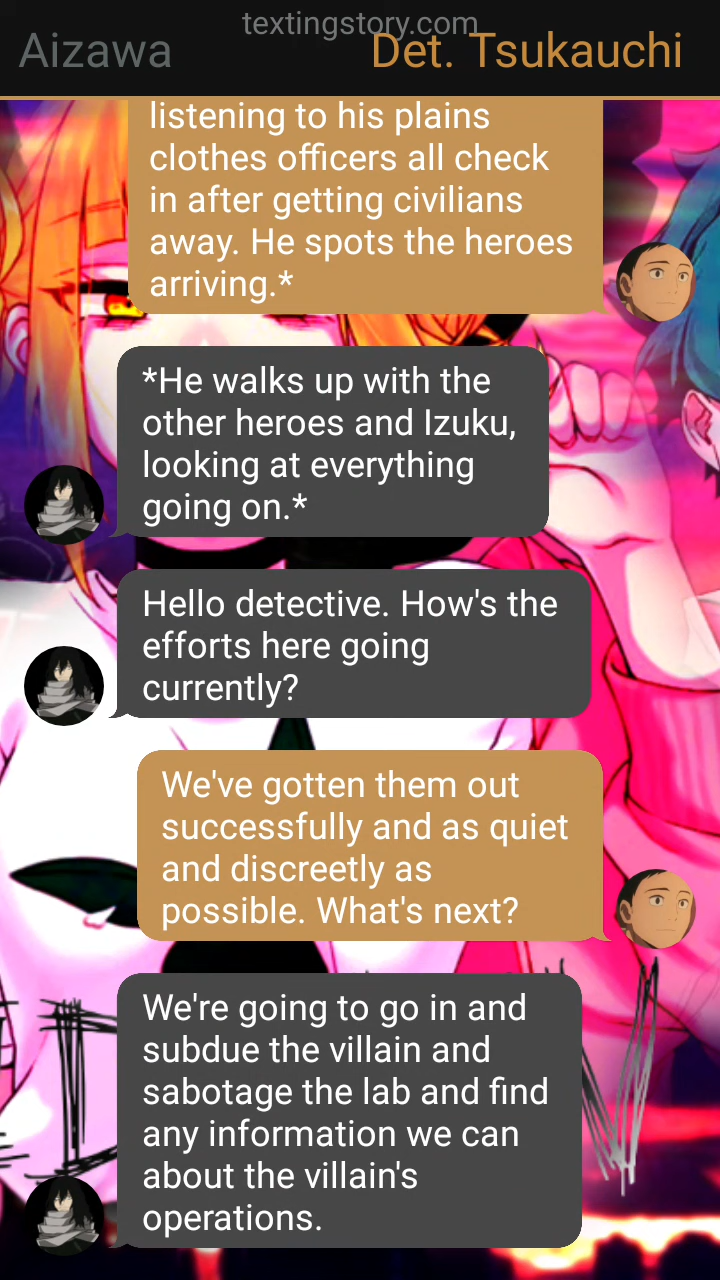 textingstory.com
Aizawa
Det. Tsukauchi
listening to his plains
clothes officers all check
in after getting civilians
away. He spots the heroes
arriving.*
*He walks up with the
other heroes and Izuku,
looking at everything
going on.*
Hello detective. How's the
efforts here going
currently?
We've gotten them out
successfully and as quiet
and discreetly as
possible. What's next?
We're going to go in and
subdue the villain and
sabotage the lab and find
any information we can
about the villain's
operations.